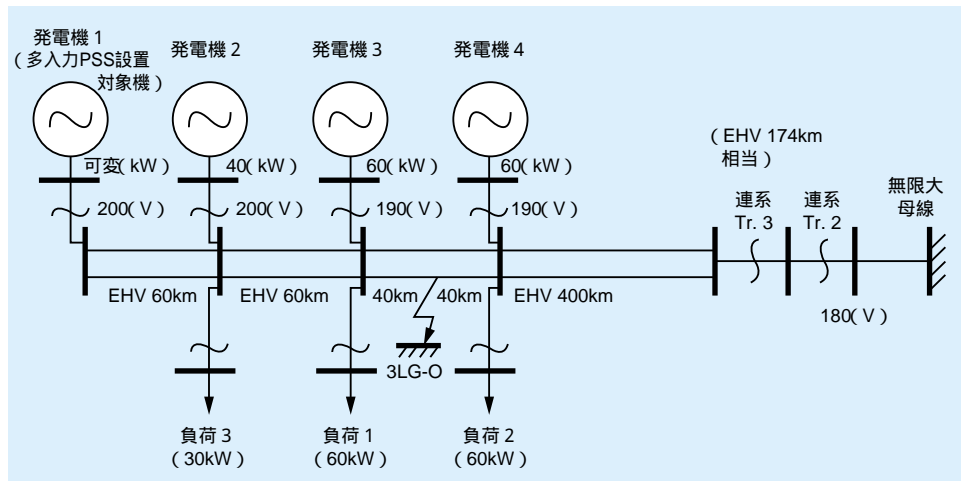 発電機 1
( 多入力PSS設置
対象機 )
発電機 2
発電機 3
発電機 4
可変( kW )
40( kW )
60( kW )
60( kW )
200( V )
200( V )
190( V )
190( V )
( EHV 174km
相当 )
連系
Tr. 3
連系
Tr. 2
無限大
母線
EHV 60km
EHV 60km
40km
40km
EHV 400km
180( V )
3LG-O
負荷 3
( 30kW )
負荷 1
( 60kW )
負荷 2
( 60kW )